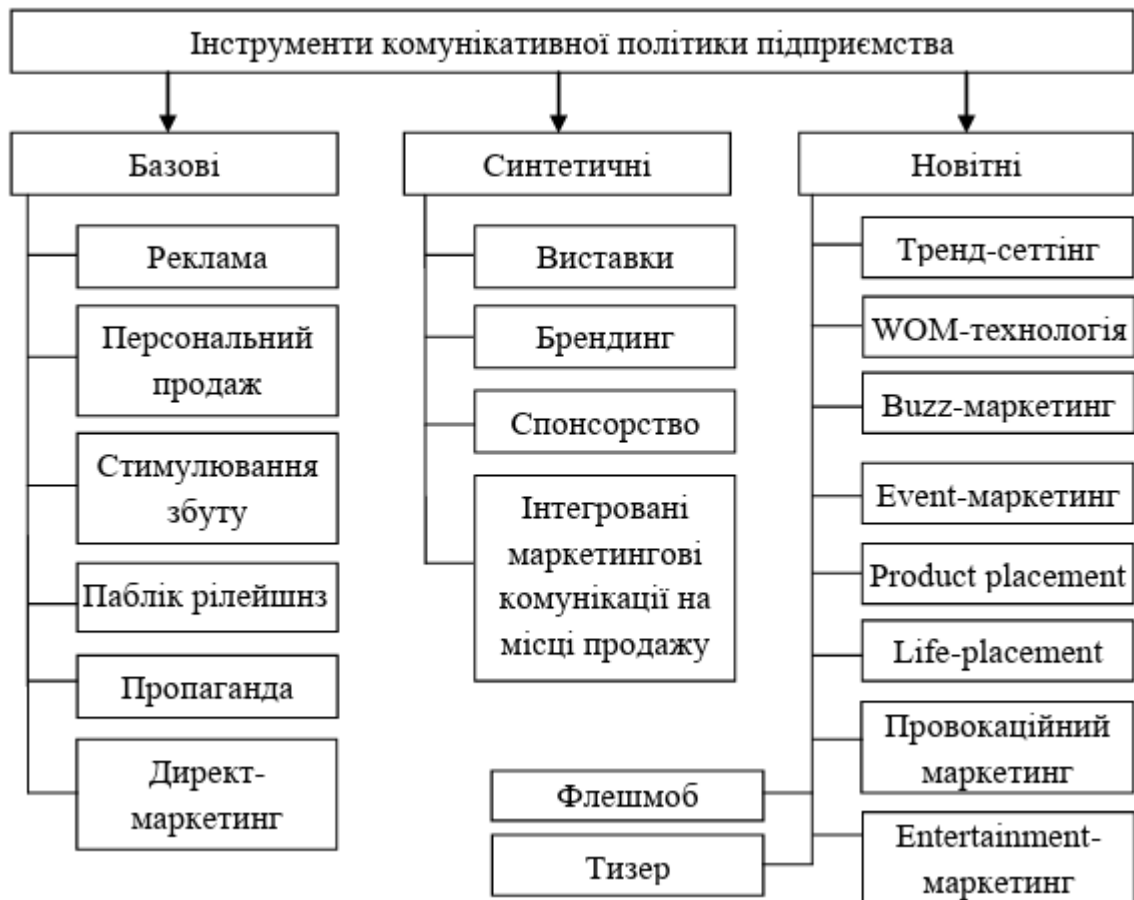 Інструменти комунікативної політики підприємства
Базові
Реклама
Персональний
продаж
Стимулювання
збуту
Паблік рілейшнз
Пропаганда
Директ-
маркетинг
Синтетичні
Виставки
Брендинг
Спонсорство
Інтегровані
маркетингові
комунікації на
місці продажу
Новітні
Тренд-сеттінг
WOM-технологія
Buzz-маркетинг
Event-маркетинг
Product placement
Life-placement
Провокаційний
маркетинг
Entertainment-
маркетинг
Флешмоб
Тизер